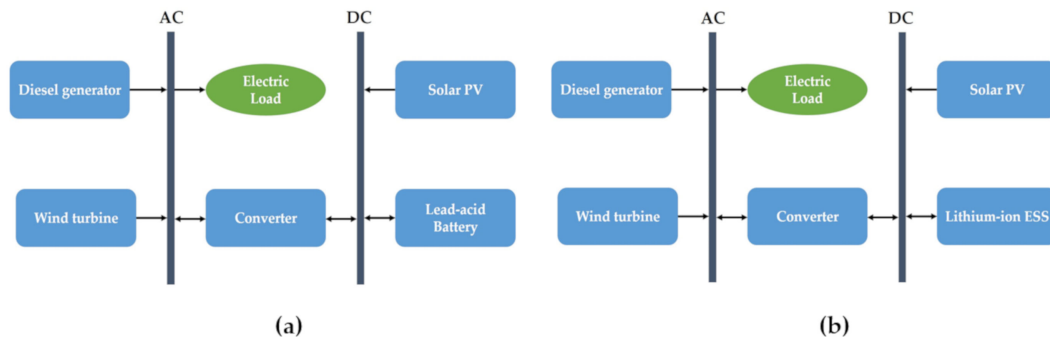 AC
DC
Diesel generator
Electric
Load
Solar PV
Wind turbine
Converter
Lead-acid
Battery
(a)
AC
DC
Diesel generator
Electric
Load
Solar PV
Wind turbine
Converter
Lithium-ion ESS
(b)